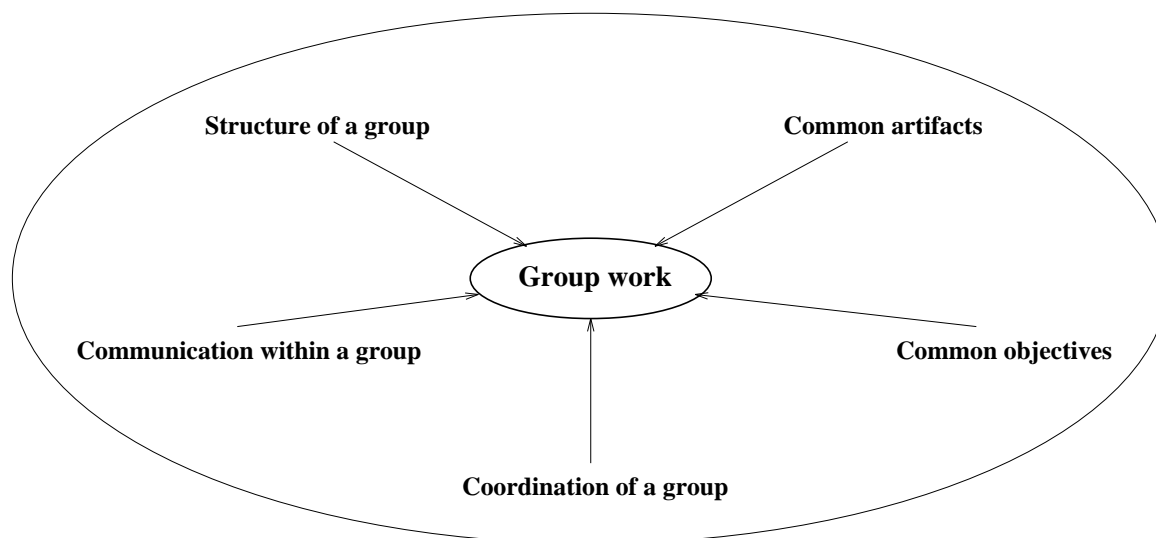 Structure of a group
Common artifacts
Group work
Communication within a group
Common objectives
Coordination of a group